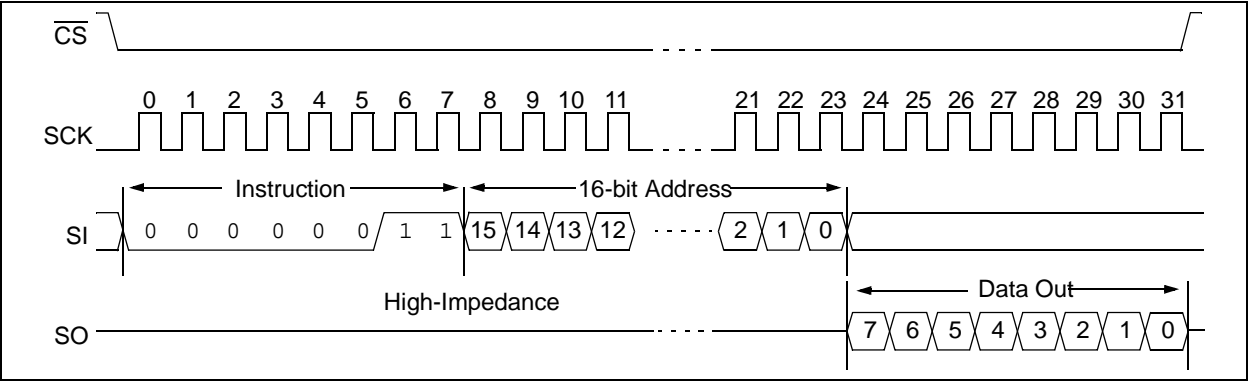 CS
0 1 2 3 4 5 6 7 8 9 10 11 21 22 23 24 25 26 27 28 29 30 31
SCK
Instruction 16-bit Address
SI 0 0 0 0 0 0 1 1 15 14 13 12 2 1 0
High-Impedance Data Out
SO 7 6 5 4 3 2 1 0